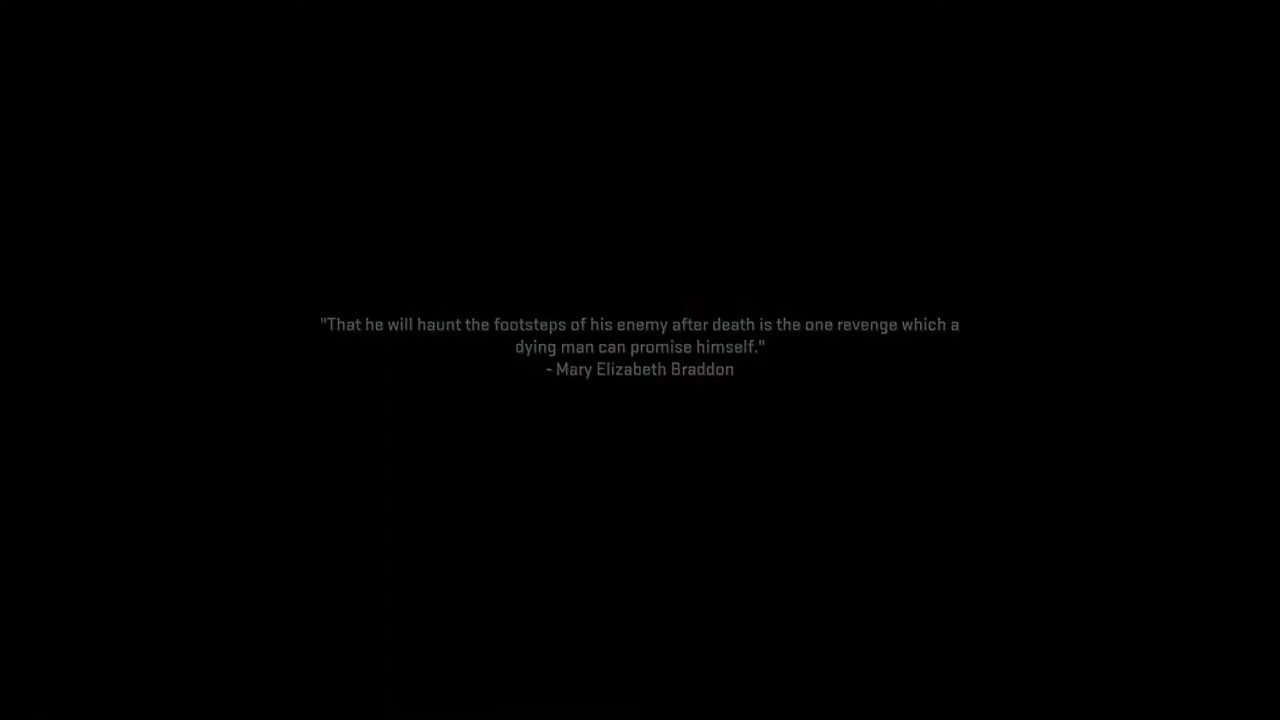 "That he will haunt the footsteps of his enemy after death is the one revenge which a
dying man can promise himself."
- Mary Elizabeth Braddon